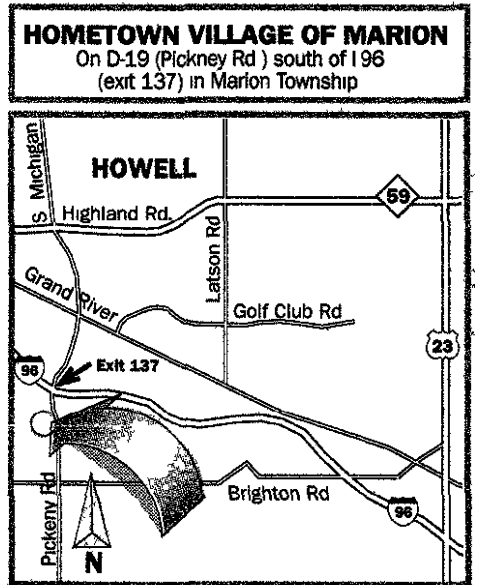 HOMETOWN VILLAGE OF MARION
On D-19 (Pickney Rd ) south of I 96
(exit 137) in Marion Township
S Michigan
HOWELL
59
Highland Rd.
Latson Rd
Grand River
Golf Club Rd
23
96
Exit 137
Brighton Rd
96
Pickeny Rd
N